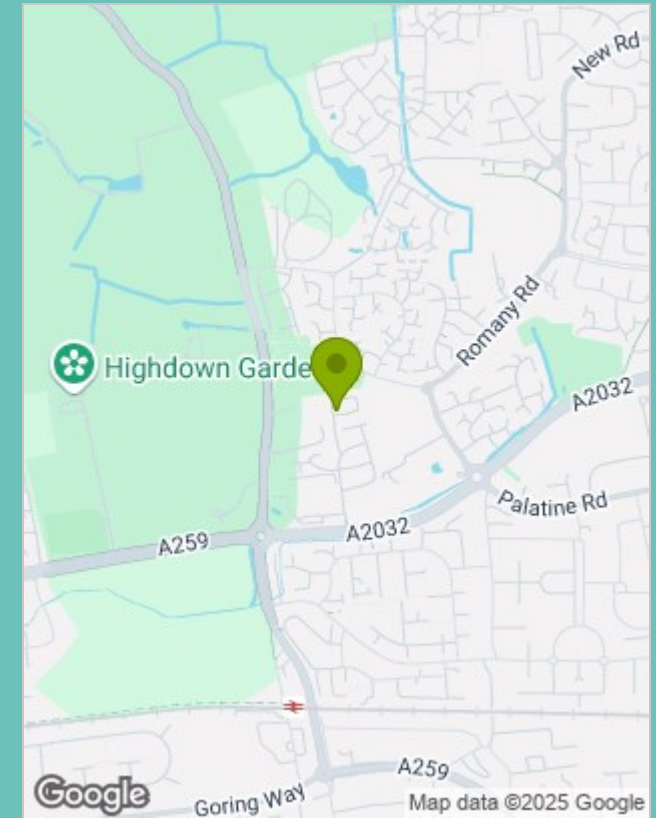 New Rd
Romany Rd
Highdown Garde
A2032
Palatine Rd
A2032
A259
A259
Goring Way
Google
Map data ©2025 Google